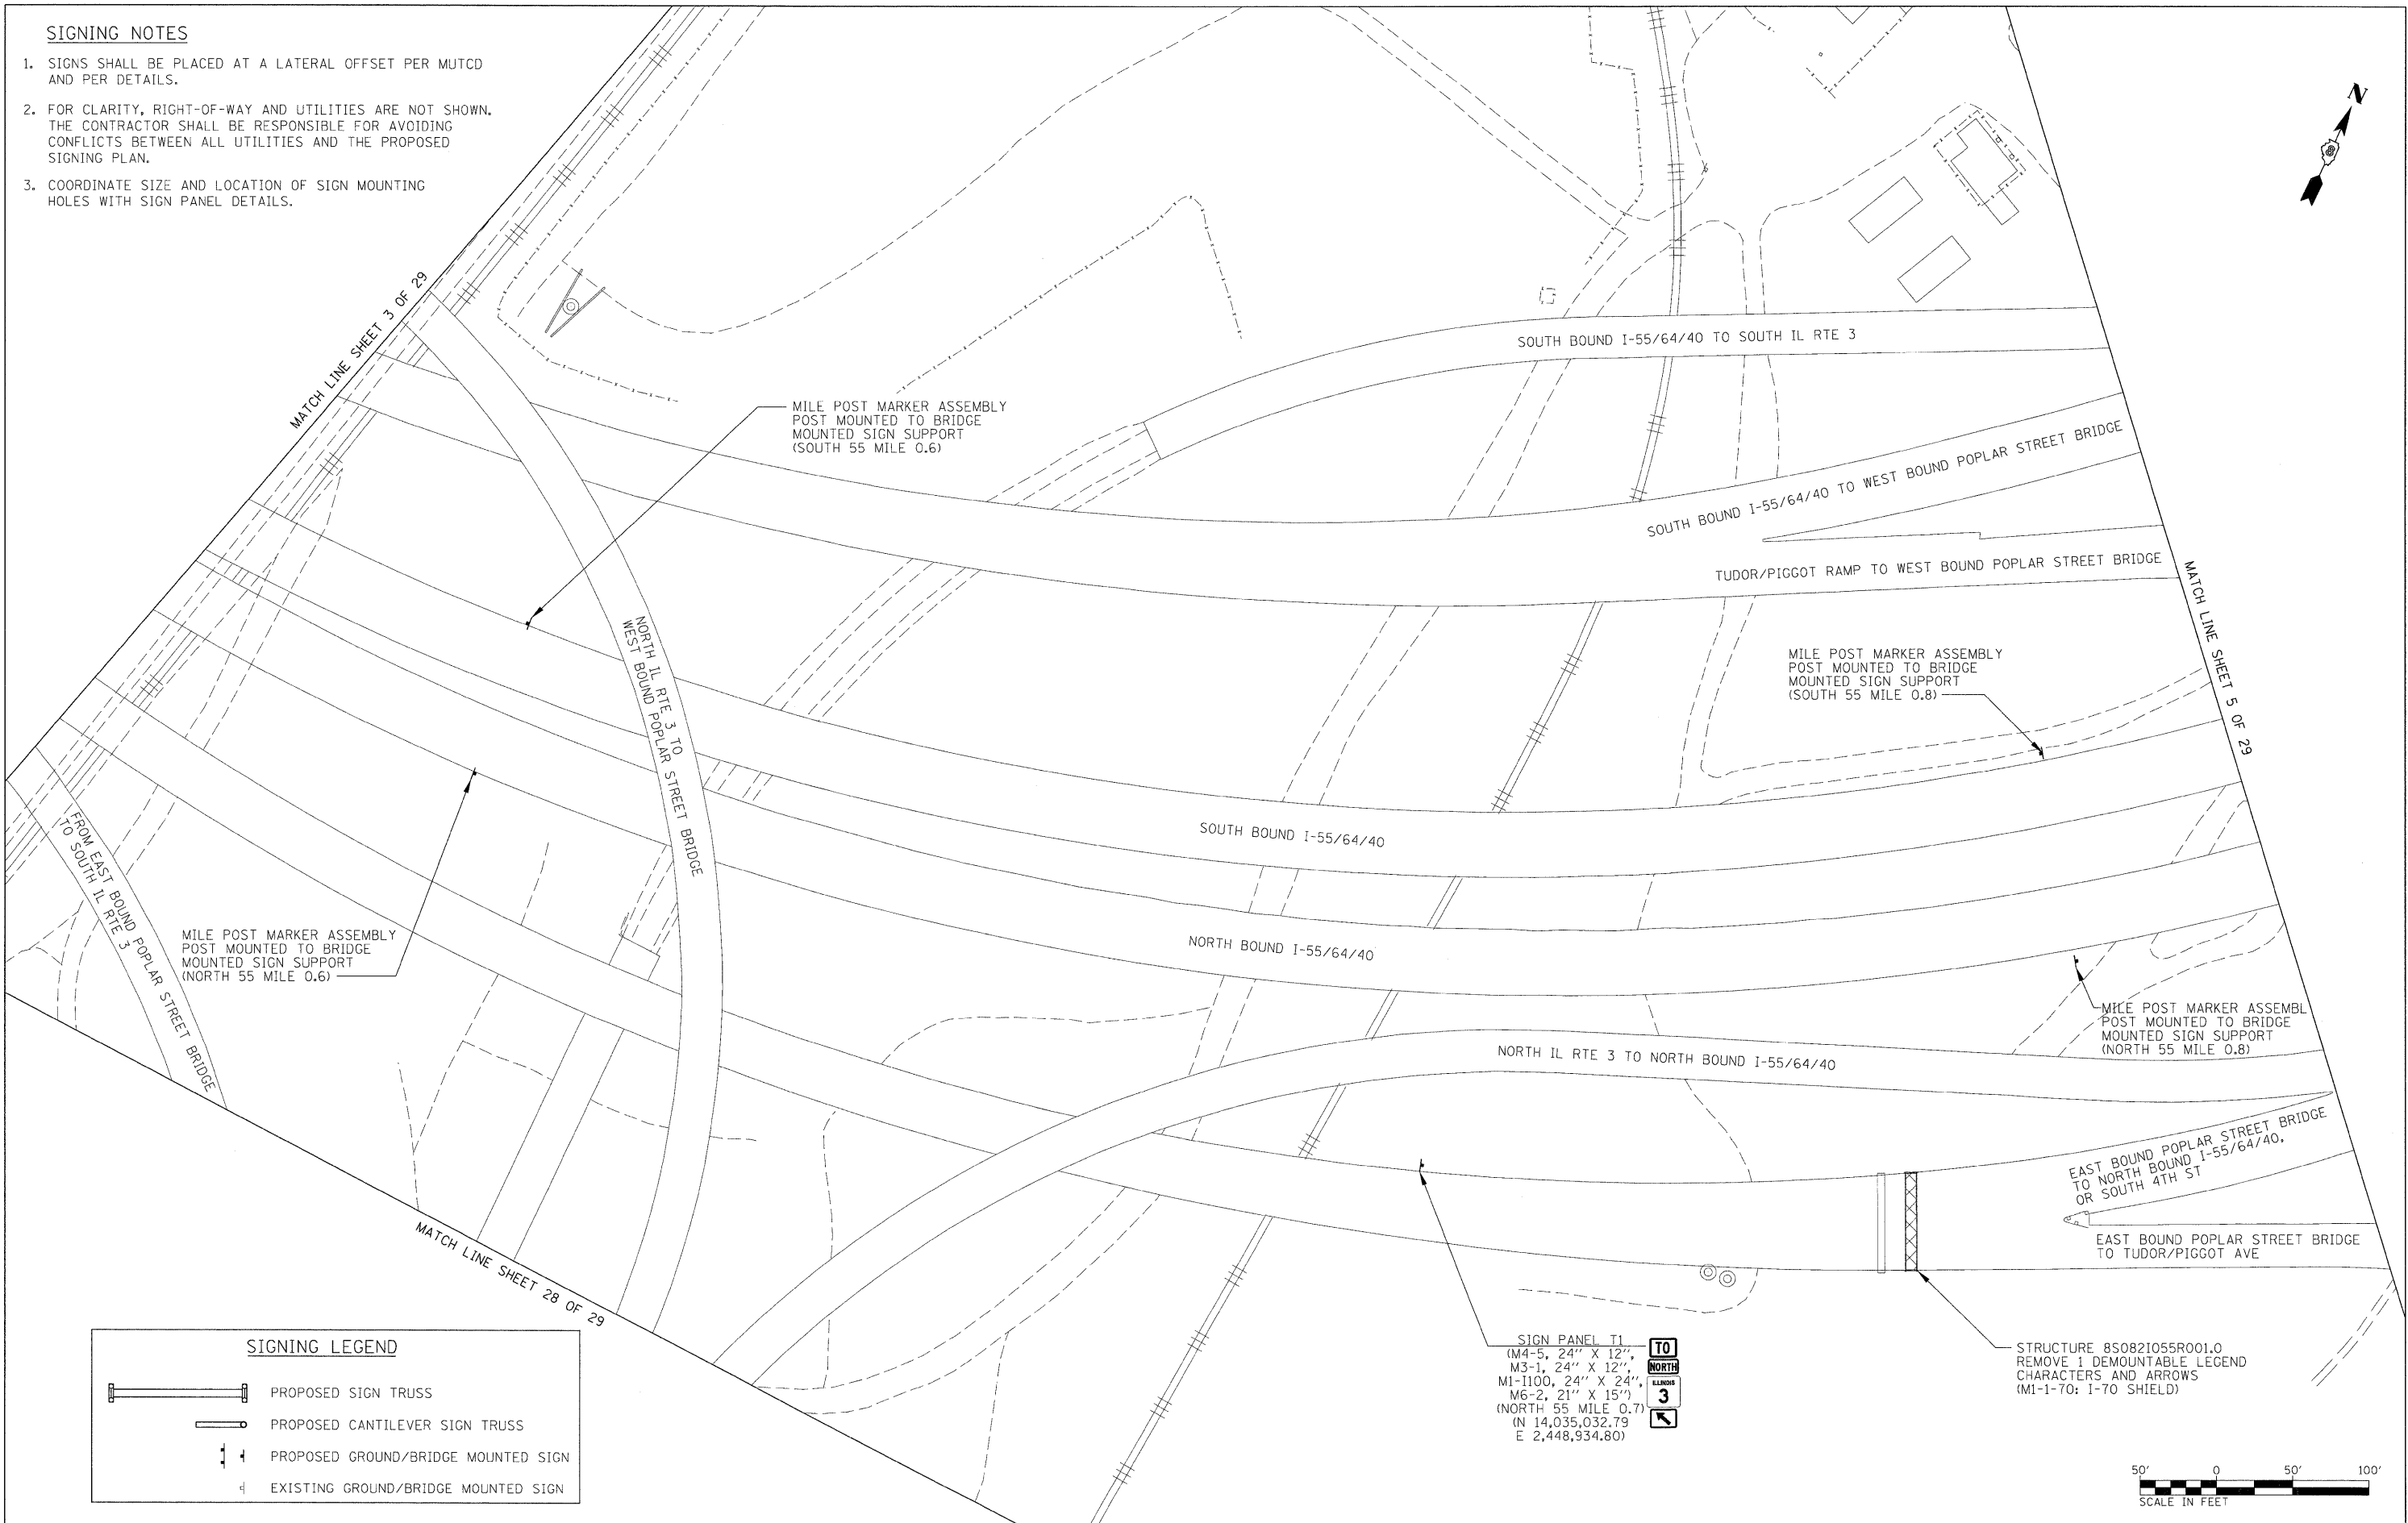 SIGNING NOTES
1. SIGNS SHALL BE PLACED AT A LATERAL OFFSET PER MUTCD
AND PER DETAILS.
2. FOR CLARITY, RIGHT-OF-WAY AND UTILITIES ARE NOT SHOWN.
THE CONTRACTOR SHALL BE RESPONSIBLE FOR AVOIDING
CONFLICTS BETWEEN ALL UTILITIES AND THE PROPOSED
SIGNING PLAN.
3. COORDINATE SIZE AND LOCATION OF SIGN MOUNTING
HOLES WITH SIGN PANEL DETAILS.
N
MATCH LINE SHEET 3 OF 29
SOUTH BOUND I-55/64/40 TO SOUTH IL RTE 3
MILE POST MARKER ASSEMBLY
POST MOUNTED TO BRIDGE
MOUNTED SIGN SUPPORT
(SOUTH 55 MILE 0.6)
SOUTH BOUND I-55/64/40 TO WEST BOUND POPLAR STREET BRIDGE
TUDOR/PIGGOT RAMP TO WEST BOUND POPLAR STREET BRIDGE
MATCH LINE SHEET 5 OF 29
NORTH IL RTE 3 TO
WEST BOUND POPLAR STREET BRIDGE
MILE POST MARKER ASSEMBLY
POST MOUNTED TO BRIDGE
MOUNTED SIGN SUPPORT
(SOUTH 55 MILE 0.8)
SOUTH BOUND I-55/64/40
FROM EAST BOUND POPLAR STREET BRIDGE
TO SOUTH IL RTE 3
MILE POST MARKER ASSEMBLY
POST MOUNTED TO BRIDGE
MOUNTED SIGN SUPPORT
(NORTH 55 MILE 0.6)
NORTH BOUND I-55/64/40
MILE POST MARKER ASSEMBL
POST MOUNTED TO BRIDGE
MOUNTED SIGN SUPPORT
(NORTH 55 MILE 0.8)
NORTH IL RTE 3 TO NORTH BOUND I-55/64/40
EAST BOUND POPLAR STREET BRIDGE
TO NORTH BOUND I-55/64/40,
OR SOUTH 4TH ST
EAST BOUND POPLAR STREET BRIDGE
TO TUDOR/PIGGOT AVE
MATCH LINE SHEET 28 OF 29
SIGN PANEL T1
(M4-5, 24" X 12",
M3-1, 24" X 12",
M1-I100, 24" X 24",
M6-2, 21" X 15")
(NORTH 55 MILE 0.7)
(N 14,035,032.79
E 2,448,934.80)
TO
NORTH
ILLINOIS
3
STRUCTURE 8S082I055R001.0
REMOVE 1 DEMOUNTABLE LEGEND
CHARACTERS AND ARROWS
(M1-1-70: I-70 SHIELD)
SIGNING LEGEND
PROPOSED SIGN TRUSS
PROPOSED CANTILEVER SIGN TRUSS
PROPOSED GROUND/BRIDGE MOUNTED SIGN
EXISTING GROUND/BRIDGE MOUNTED SIGN
50' 0 50' 100'
SCALE IN FEET